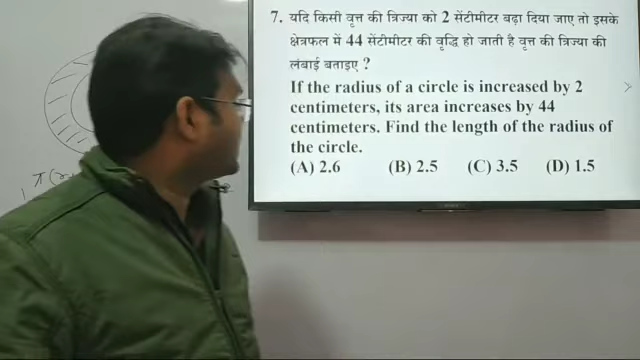 7. यदि किसी वृत्त की त्रिज्या को 2 सेंटीमीटर बढ़ा दिया जाए तो इसके
क्षेत्रफल में 44 सेंटीमीटर की वृद्धि हो जाती है वृत्त की त्रिज्या की
लंबाई बताइए ?
If the radius of a circle is increased by 2
centimeters, its area increases by 44
centimeters. Find the length of the radius of
the circle.
(A) 2.6 (B) 2.5 (C) 3.5 (D) 1.5